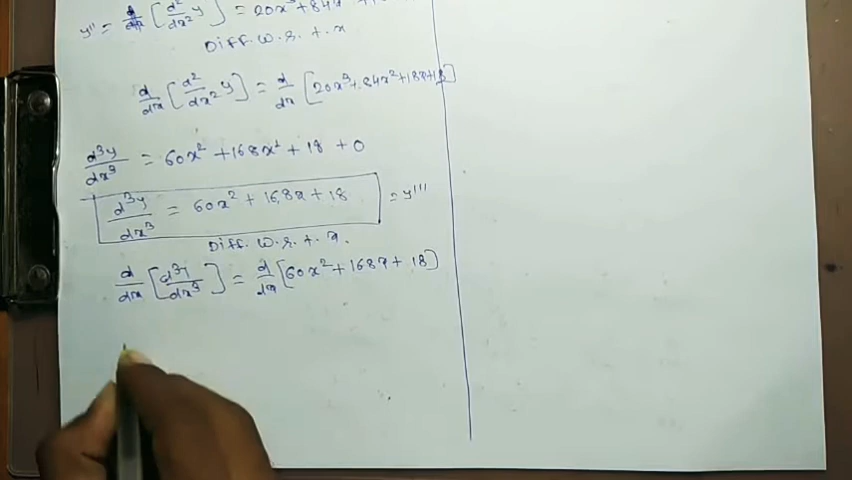 y'' = d/dx [d²/dx² y] = 20x³ + 84x
Diff. w. r. t. x
d/dx [d²/dx² y] = d/dx [20x³ + 84x² + 18x + 18]
d³y/dx³ = 60x² + 168x¹ + 18 + 0
d³y/dx³ = 60x² + 168x + 18 = y'''
Diff. w. r. t. x.
d/dx [d³y/dx³] = d/dx [60x² + 168x + 18]